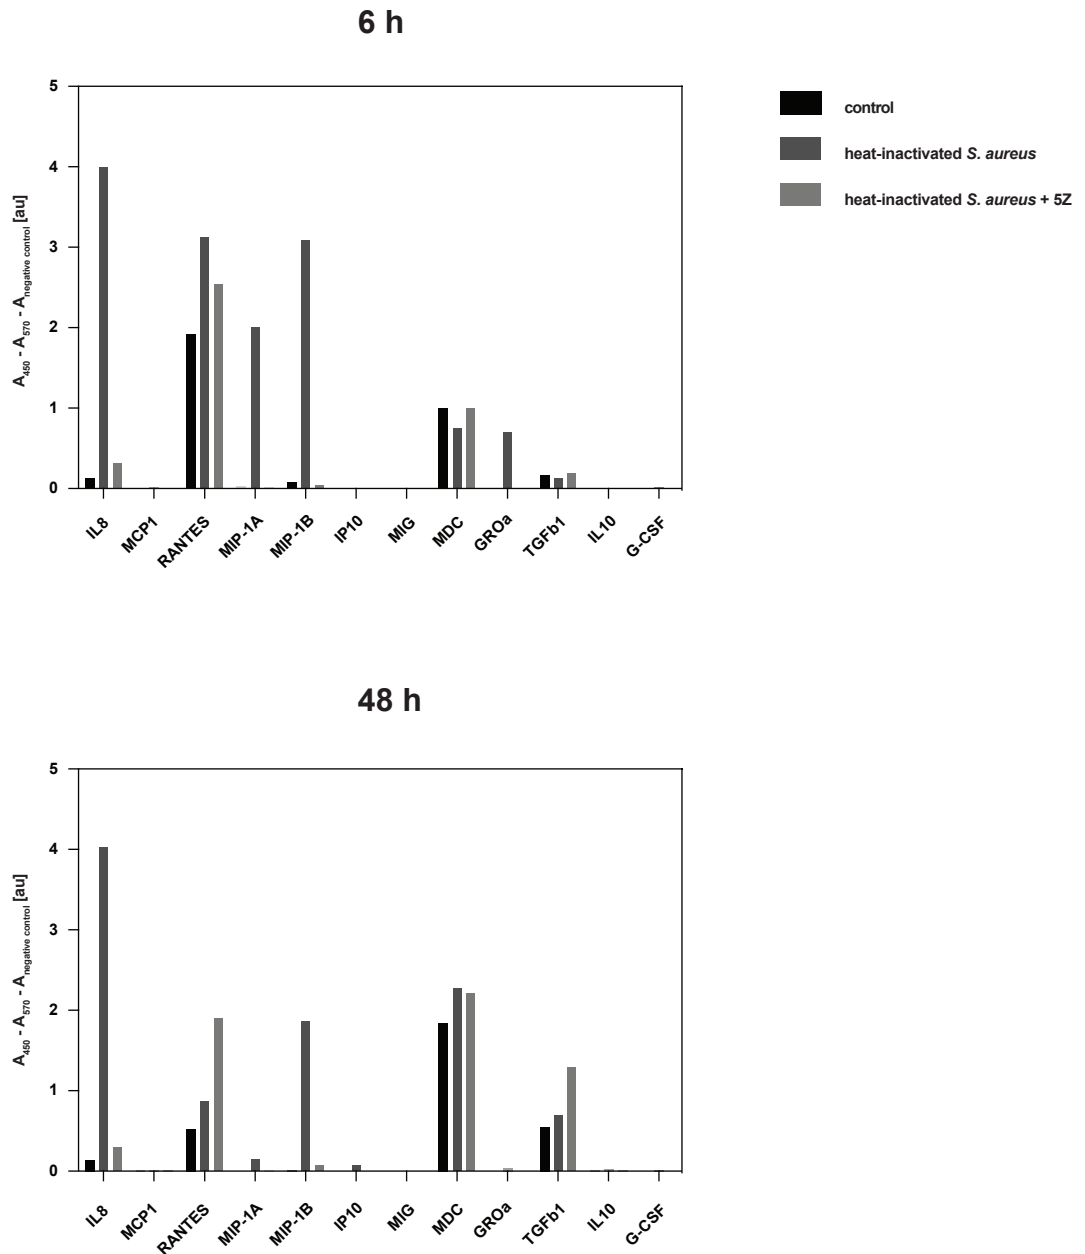 6 h
5
4
3
2
1
0
A450 - A570 - Anegative control [au]
IL8
MCP1
RANTES
MIP-1A
MIP-1B
IP10
MIG
MDC
GROa
TGFb1
IL10
G-CSF
control
heat-inactivated S. aureus
heat-inactivated S. aureus + 5Z
48 h
5
4
3
2
1
0
A450 - A570 - Anegative control [au]
IL8
MCP1
RANTES
MIP-1A
MIP-1B
IP10
MIG
MDC
GROa
TGFb1
IL10
G-CSF